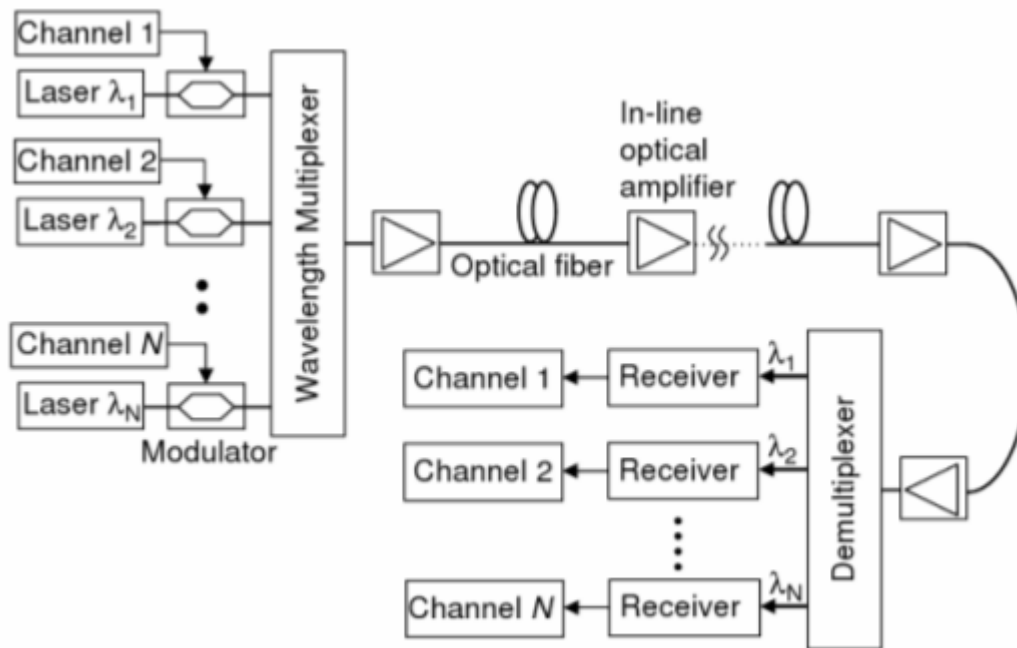 Channel 1
Laser λ1
Channel 2
Laser λ2
Channel N
Laser λN
Modulator
Wavelength Multiplexer
In-line
optical
amplifier
Optical fiber
Channel 1
Receiver
λ1
Channel 2
Receiver
λ2
Channel N
Receiver
λN
Demultiplexer